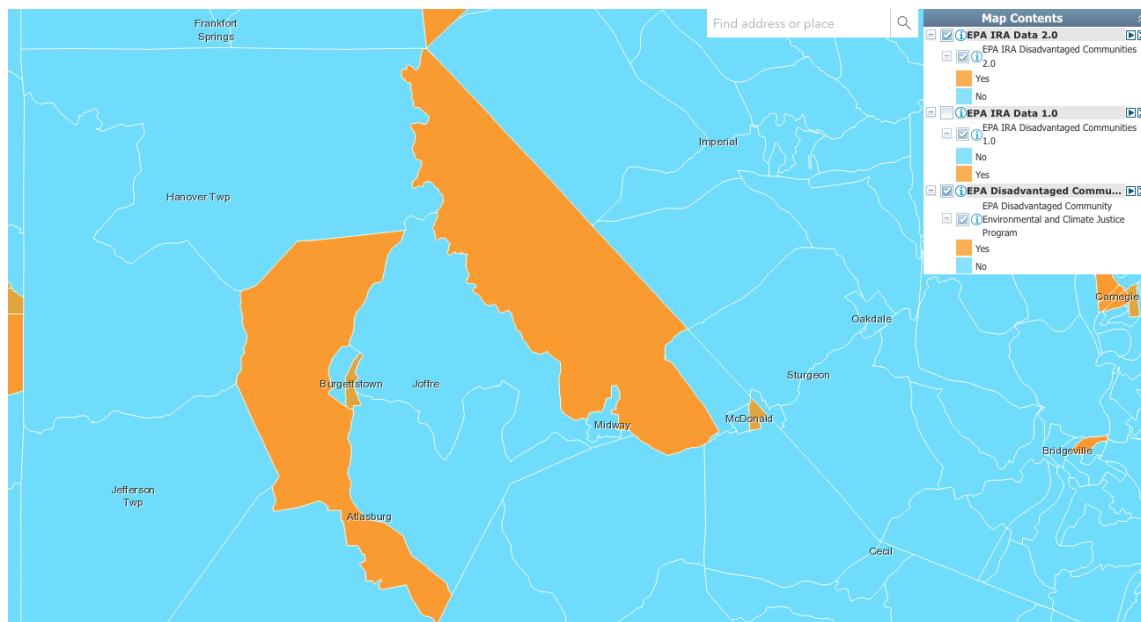 Frankfort
Springs
Find address or place
Map Contents
EPA IRA Data 2.0
EPA IRA Disadvantaged Communities
2.0
Yes
No
EPA IRA Data 1.0
EPA IRA Disadvantaged Communities
1.0
No
Yes
EPA Disadvantaged Commu...
EPA Disadvantaged Community
Environmental and Climate Justice
Program
Yes
No
Imperial
Hanover Twp
Carnegie
Oakdale
Burgettstown
Joffre
Sturgeon
McDonald
Midway
Bridgeville
Jefferson
Twp
Atlasburg
Cecil